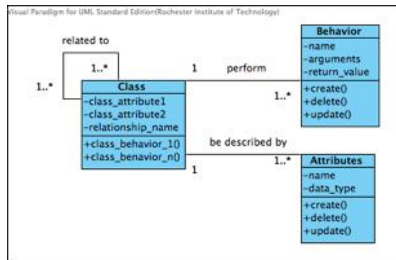 Visual Paradigm for UML Standard Edition(Rochester Institute of Technology)
related to
1..*
1..*
Class
-class_attribute1
-class_attribute2
-relationship_name
+class_behavior_1()
+class_benavior_n()
1
perform
1..*
Behavior
-name
-arguments
-return_value
+create()
+delete()
+update()
be described by
1
1..*
Attributes
-name
-data_type
+create()
+delete()
+update()